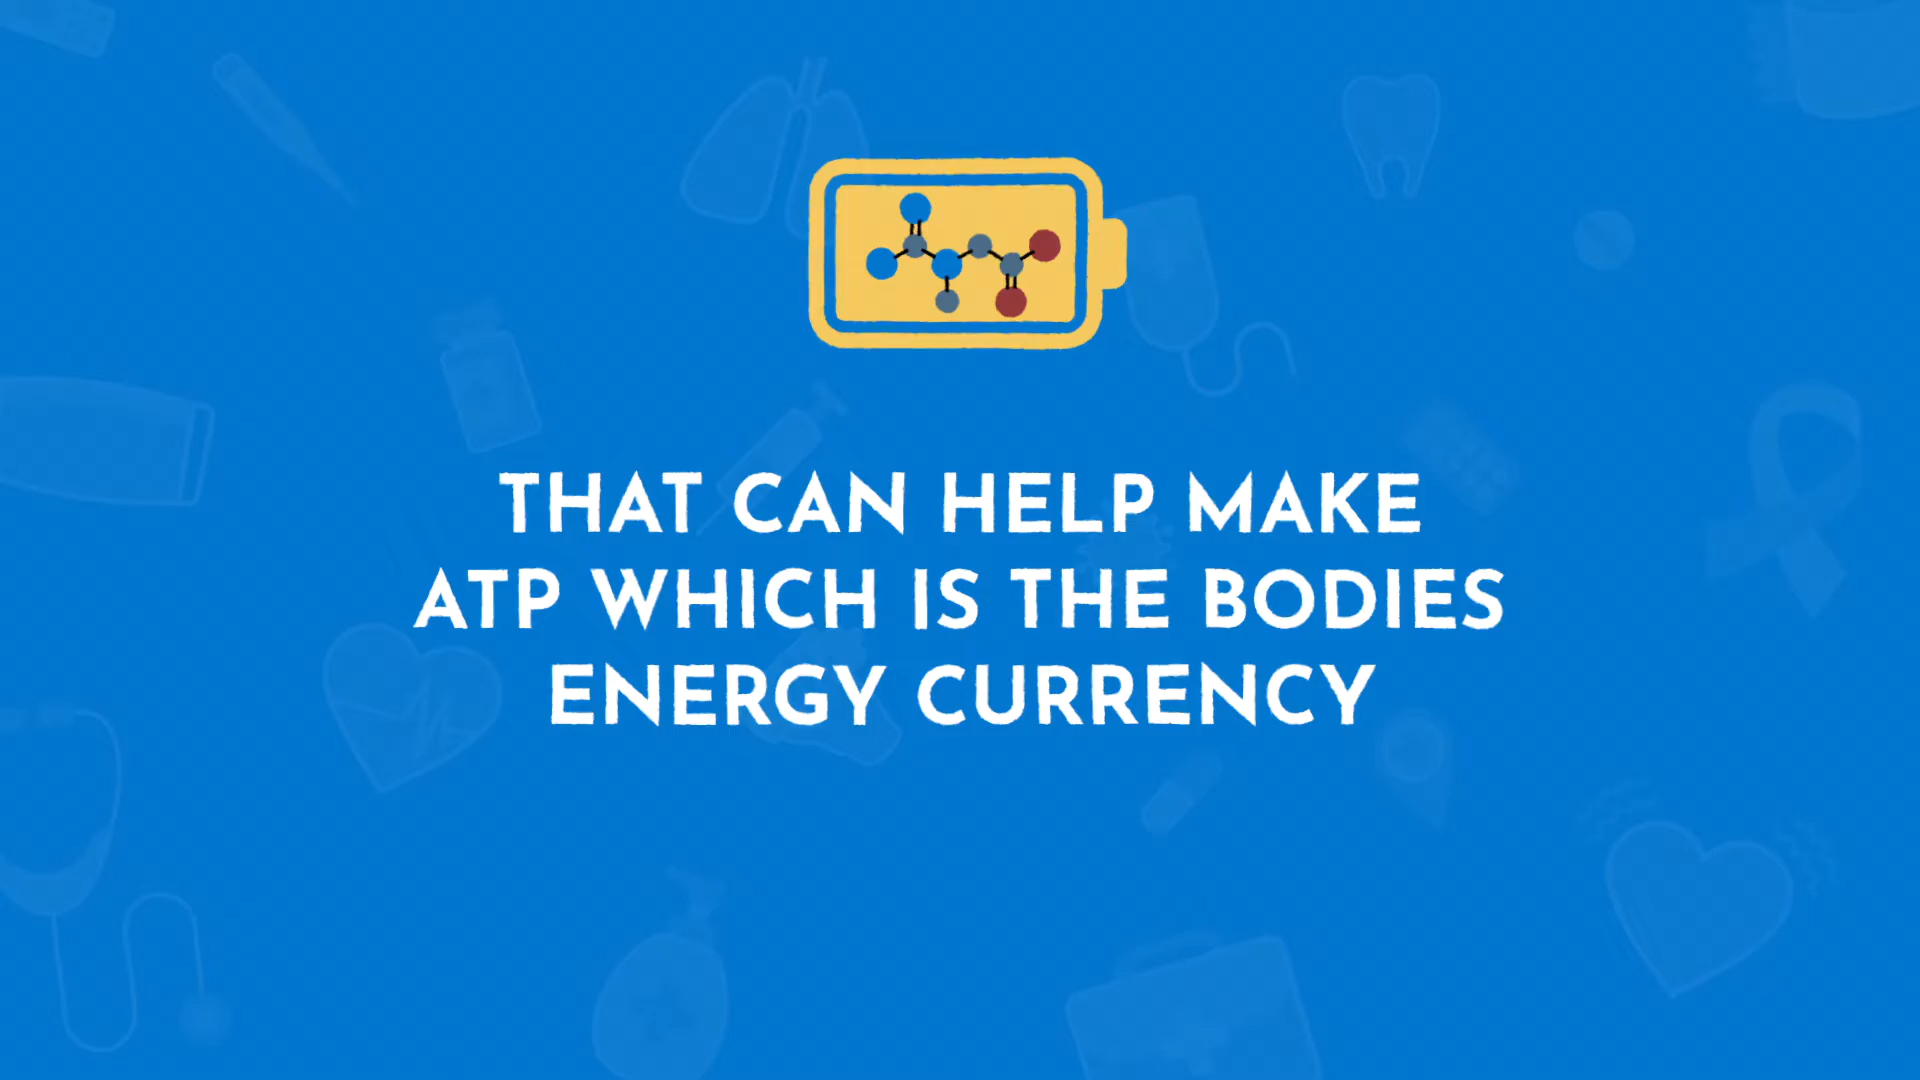 THAT CAN HELP MAKE
ATP WHICH IS THE BODIES
ENERGY CURRENCY